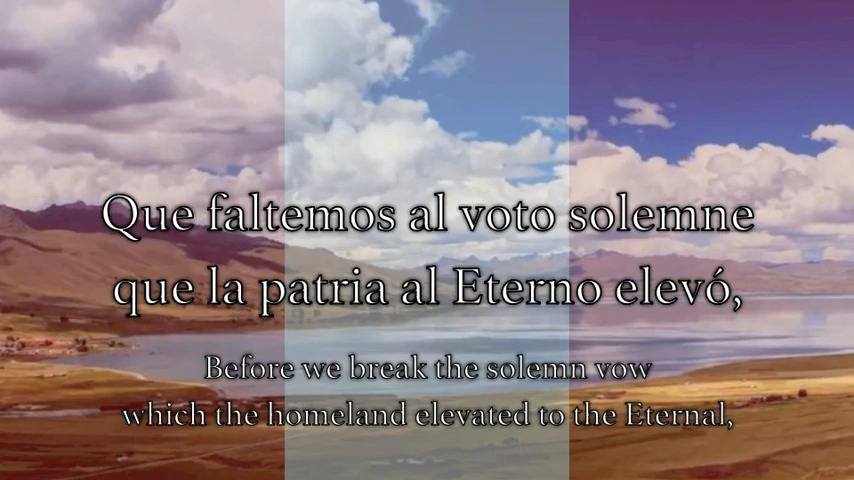 Que faltemos al voto solemne
que la patria al Eterno elevó,
Before we break the solemn vow
which the homeland elevated to the Eternal,